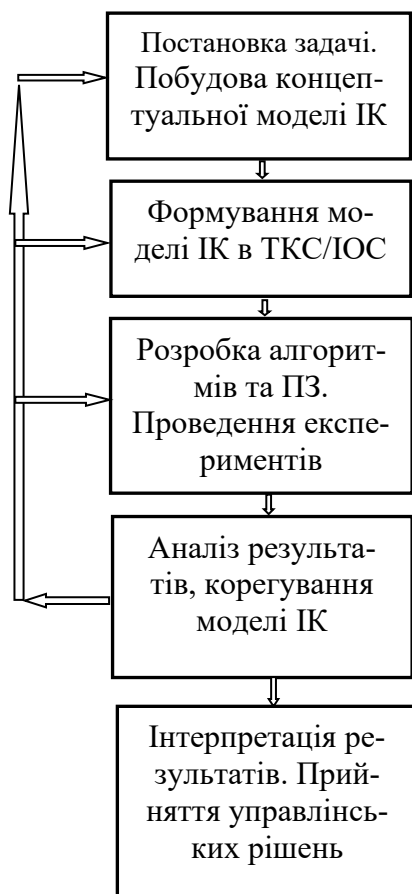 Постановка задачі.
Побудова концеп-
туальної моделі ІК
Формування мо-
делі ІК в ТКС/ІОС
Розробка алгорит-
мів та ПЗ.
Проведення експе-
риментів
Аналіз результа-
тів, корегування
моделі ІК
Інтерпретація ре-
зультатів. Прий-
няття управлінсь-
ких рішень